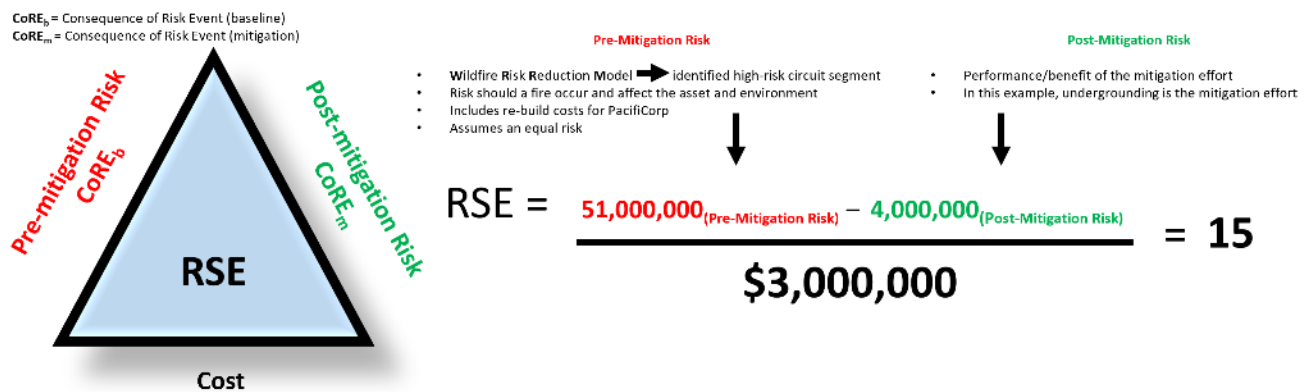 CoREb = Consequence of Risk Event (baseline)
CoREm = Consequence of Risk Event (mitigation)
Pre-mitigation Risk
CoREb
Post-mitigation Risk
CoREm
RSE
Cost
Pre-Mitigation Risk
• Wildfire Risk Reduction Model identified high-risk circuit segment
• Risk should a fire occur and affect the asset and environment
• Includes re-build costs for PacifiCorp
• Assumes an equal risk
Post-Mitigation Risk
• Performance/benefit of the mitigation effort
• In this example, undergrounding is the mitigation effort
RSE = 51,000,000(Pre-Mitigation Risk) – 4,000,000(Post-Mitigation Risk)
$3,000,000
= 15